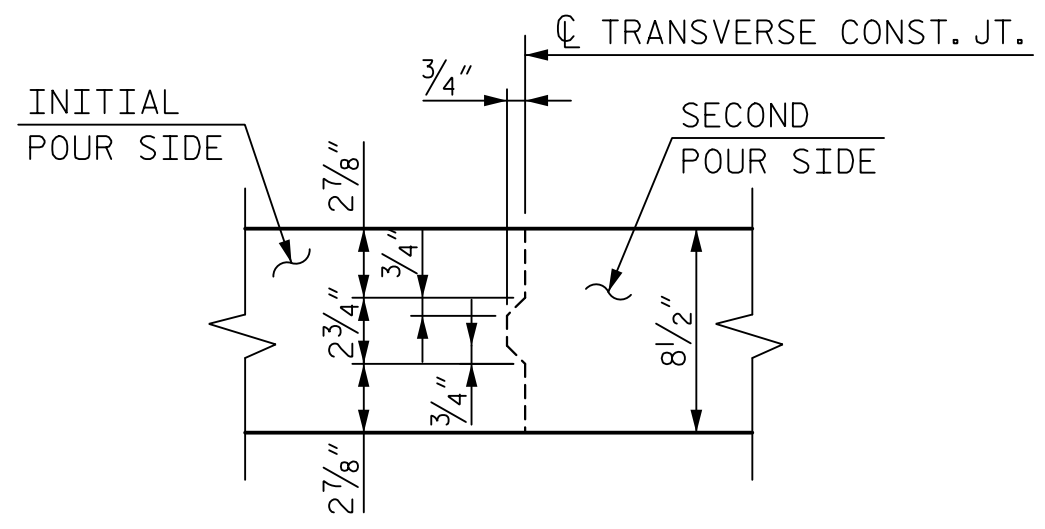 ℄ TRANSVERSE CONST. JT.
3/4"
INITIAL
POUR SIDE
SECOND
POUR SIDE
2 7/8"
3/4"
2 3/4"
8 1/2"
3/4"
2 7/8"